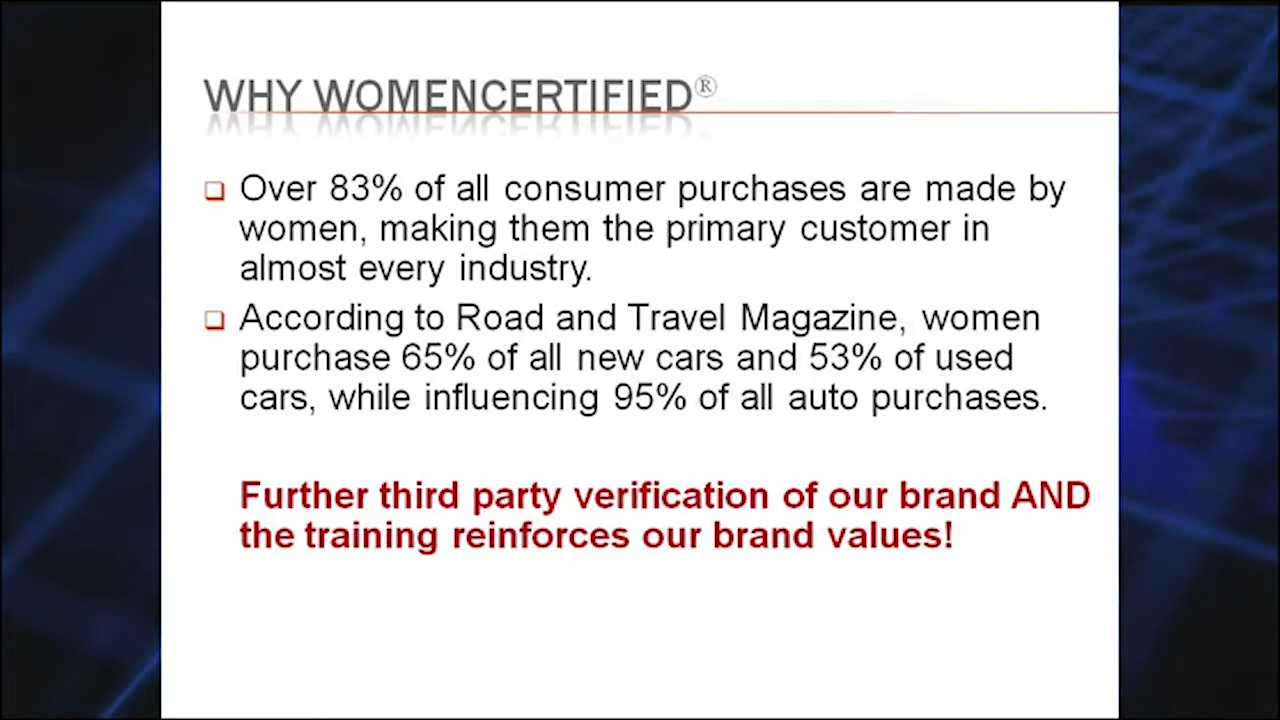 WHY WOMENCERTIFIED®
Over 83% of all consumer purchases are made by
women, making them the primary customer in
almost every industry.
According to Road and Travel Magazine, women
purchase 65% of all new cars and 53% of used
cars, while influencing 95% of all auto purchases.
Further third party verification of our brand AND
the training reinforces our brand values!